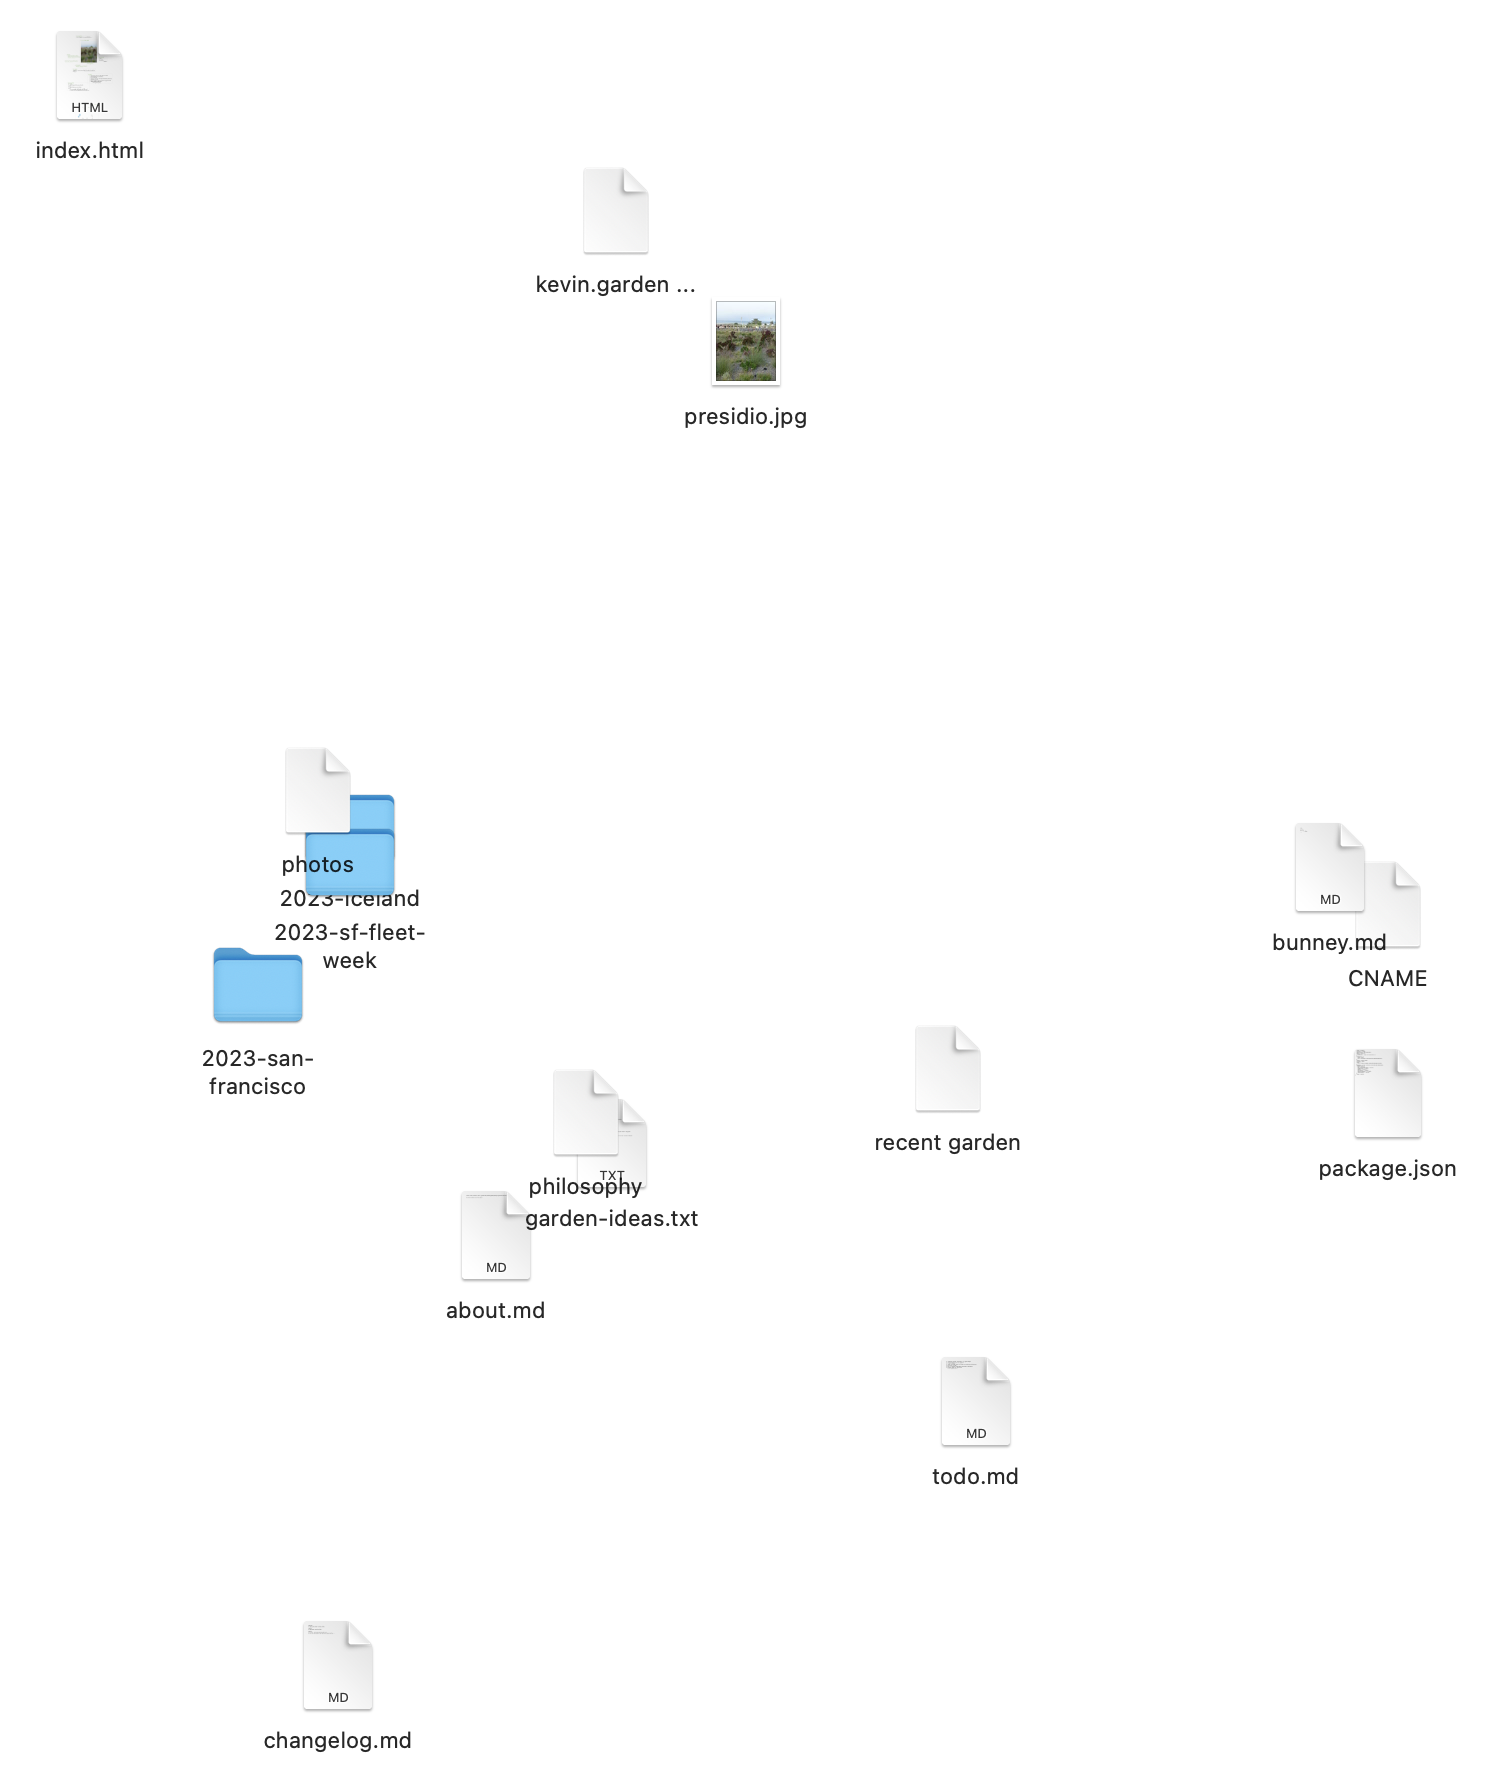 HTML
index.html
kevin.garden ...
presidio.jpg
photos
2023-iceland
2023-sf-fleet-
week
2023-san-
francisco
MD
bunney.md
CNAME
recent garden
package.json
TXT
philosophy
garden-ideas.txt
MD
about.md
MD
todo.md
MD
changelog.md